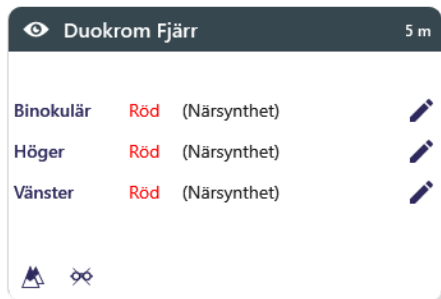 Duokrom Fjärr 5 m
Binokulär Röd (Närsynthet)
Höger Röd (Närsynthet)
Vänster Röd (Närsynthet)